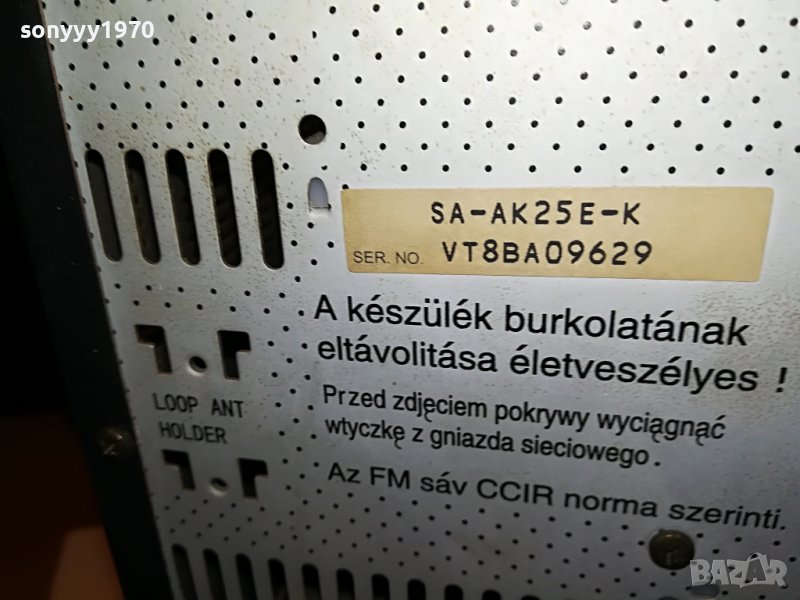 sonyyy1970
SA-AK25E-K
SER. NO. VT8BA09629
A készülék burkolatának
eltávolitása életveszélyes !
Przed zdjęciem pokrywy wyciągnąć
wtyczkę z gniazda sieciowego.
Az FM sáv CCIR norma szerinti.
LOOP ANT
HOLDER
BAZAR